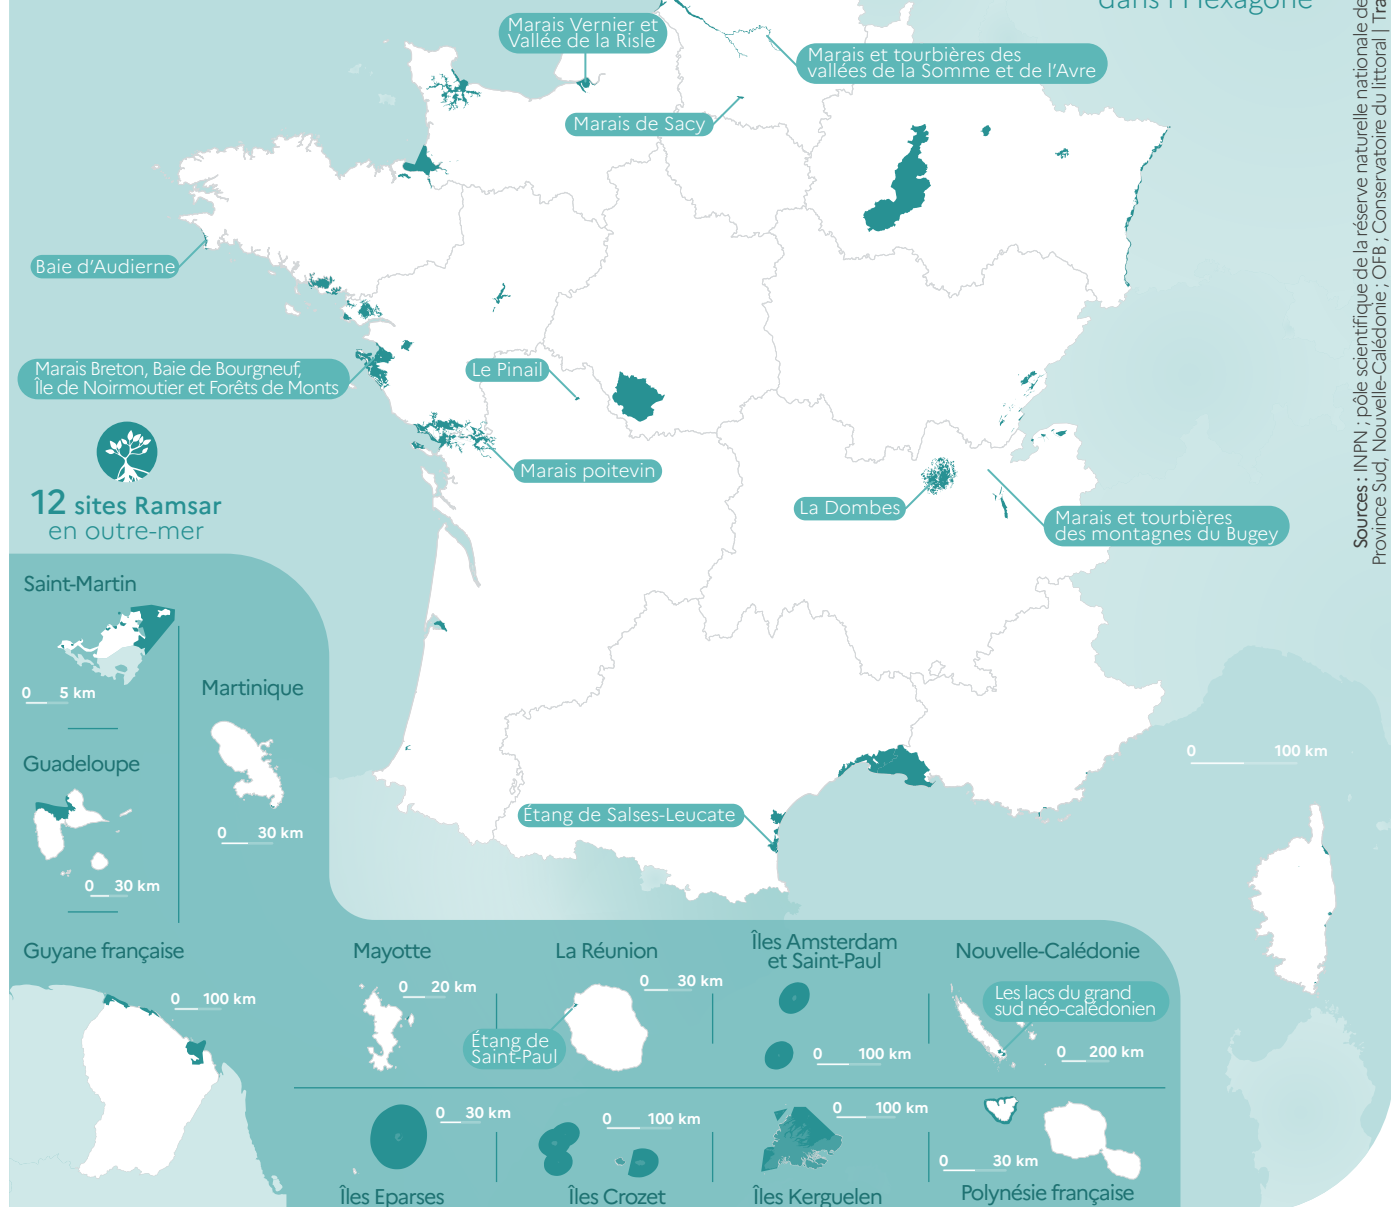 dans l'Hexagone
Marais Vernier et
Vallée de la Risle
Marais et tourbières des
vallées de la Somme et de l'Avre
Marais de Sacy
Baie d'Audierne
Marais Breton, Baie de Bourgneuf,
Île de Noirmoutier et Forêts de Monts
Le Pinail
Marais poitevin
La Dombes
Marais et tourbières
des montagnes du Bugey
Étang de Salses-Leucate
0 100 km
12 sites Ramsar
en outre-mer
Saint-Martin
0 5 km
Martinique
0 30 km
Guadeloupe
0 30 km
Guyane française
0 100 km
Mayotte
0 20 km
La Réunion
0 30 km
Étang de
Saint-Paul
Îles Amsterdam
et Saint-Paul
0 100 km
Nouvelle-Calédonie
Les lacs du grand
sud néo-calédonien
0 200 km
0 30 km
Îles Eparses
0 100 km
Îles Crozet
0 100 km
Îles Kerguelen
0 30 km
Polynésie française
Sources : INPN ; pôle scientifique de la réserve naturelle nationale de
Province Sud, Nouvelle-Calédonie ; OFB ; Conservatoire du littoral |